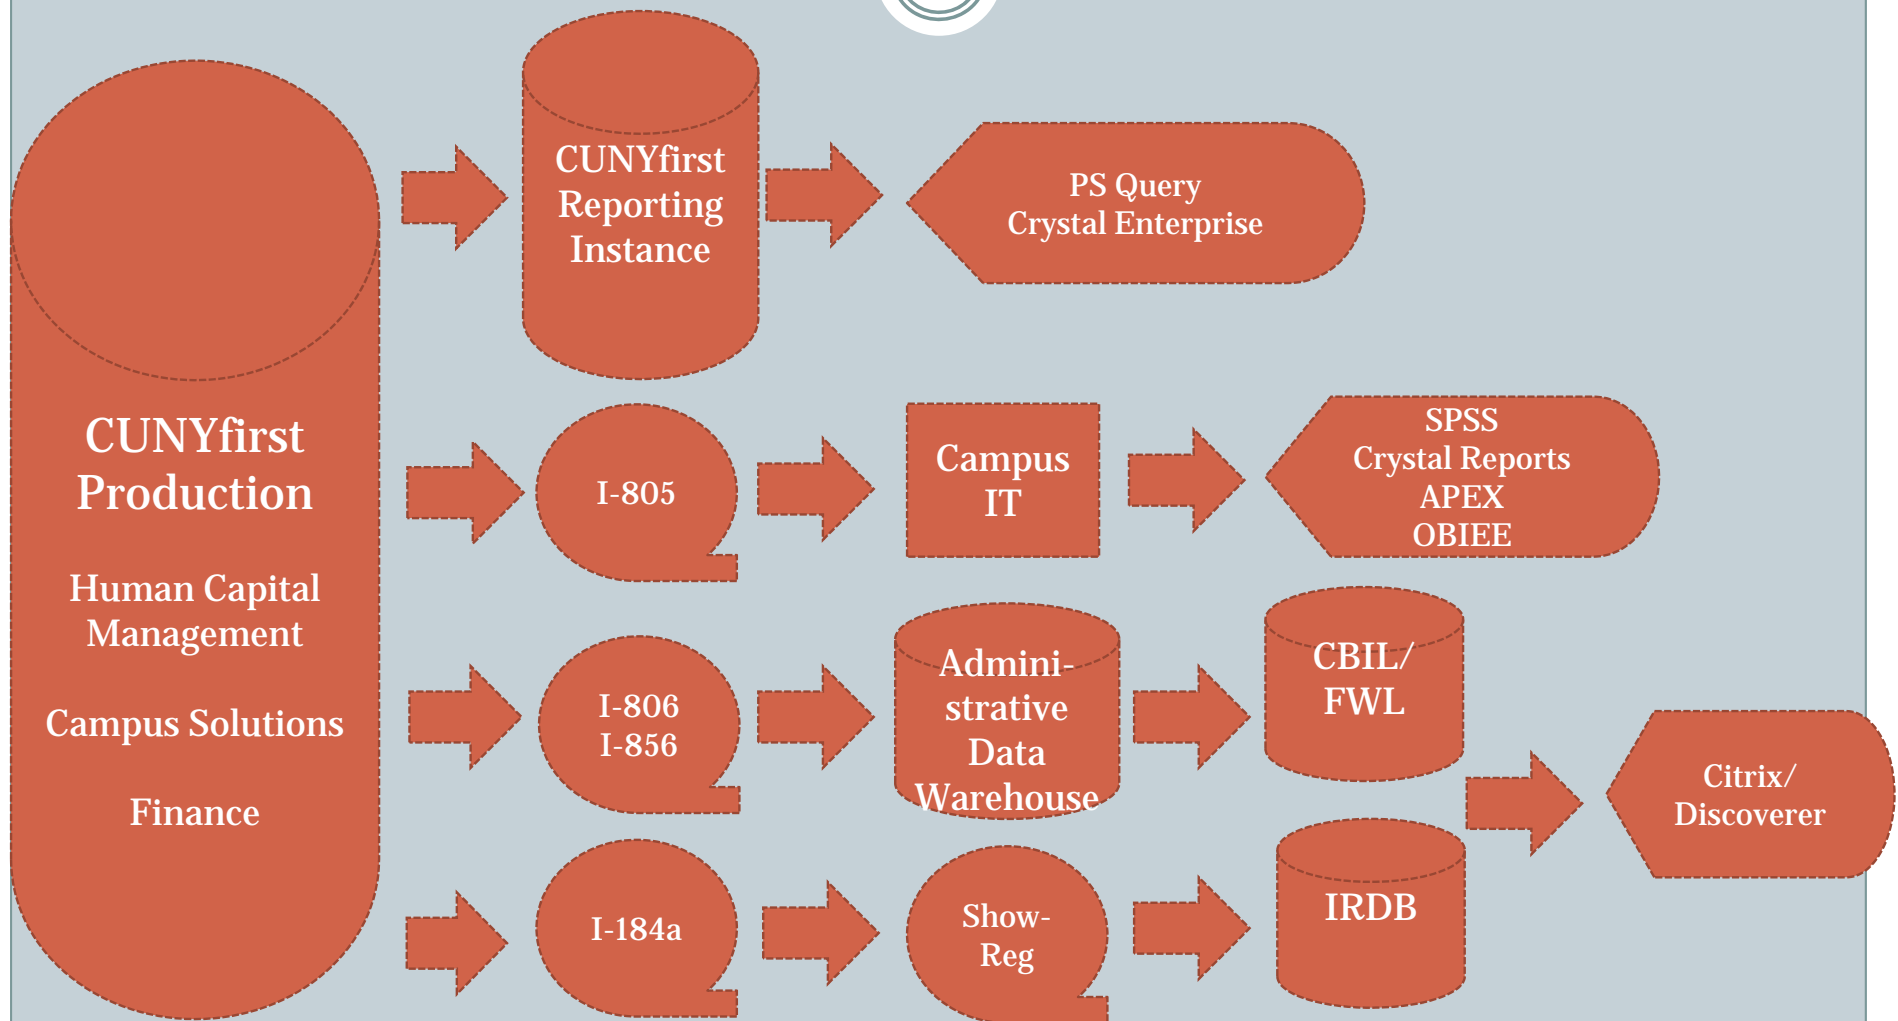 CUNYfirst
Production
Human Capital
Management
Campus Solutions
Finance
CUNYfirst
Reporting
Instance
PS Query
Crystal Enterprise
I-805
Campus
IT
SPSS
Crystal Reports
APEX
OBIEE
I-806
I-856
Admini-
strative
Data
Warehouse
CBIL/
FWL
I-184a
Show-
Reg
IRDB
Citrix/
Discoverer